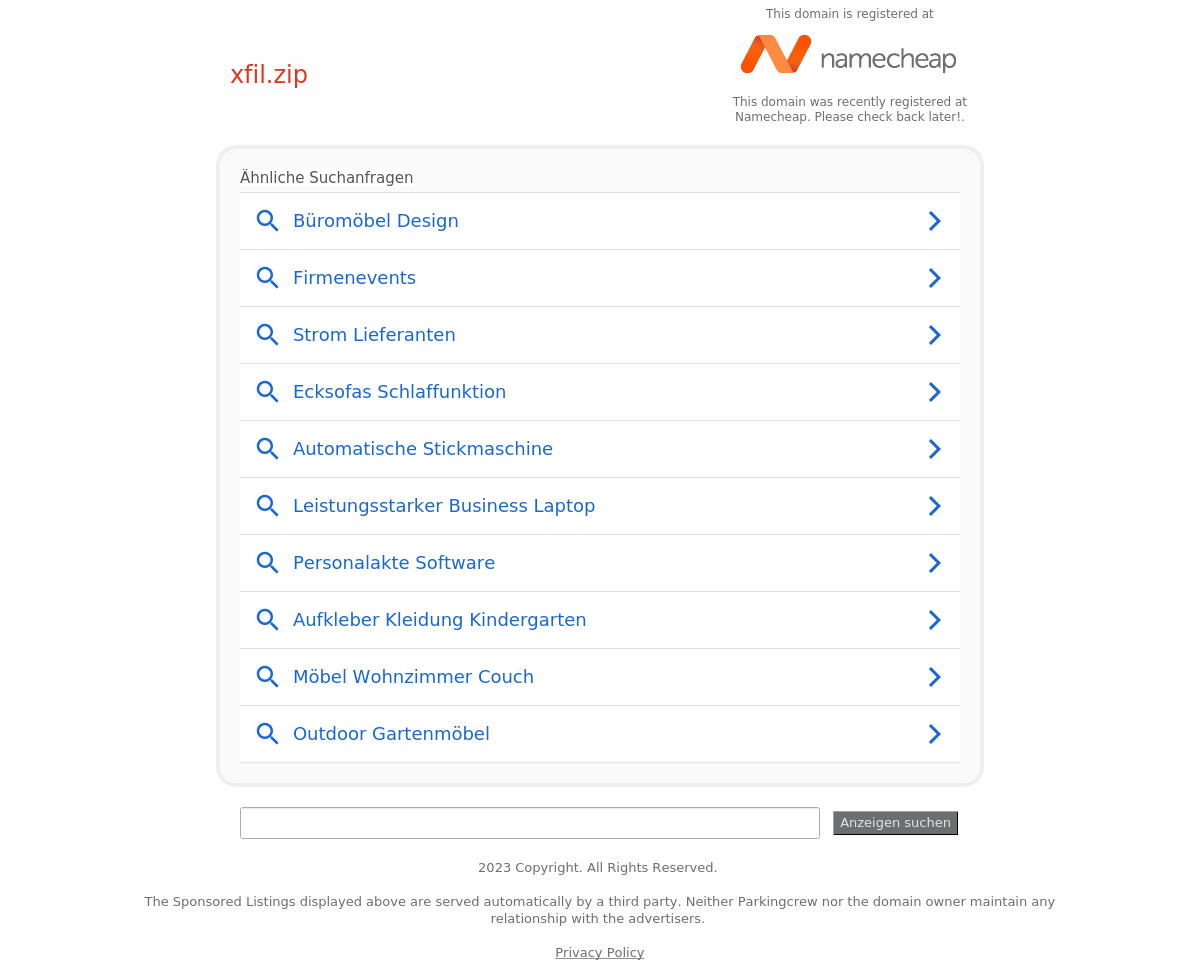 This domain is registered at
namecheap
xfil.zip
This domain was recently registered at
Namecheap. Please check back later!.
Ähnliche Suchanfragen
Büromöbel Design
Firmenevents
Strom Lieferanten
Ecksofas Schlaffunktion
Automatische Stickmaschine
Leistungsstarker Business Laptop
Personalakte Software
Aufkleber Kleidung Kindergarten
Möbel Wohnzimmer Couch
Outdoor Gartenmöbel
Anzeigen suchen
2023 Copyright. All Rights Reserved.
The Sponsored Listings displayed above are served automatically by a third party. Neither Parkingcrew nor the domain owner maintain any
relationship with the advertisers.
Privacy Policy